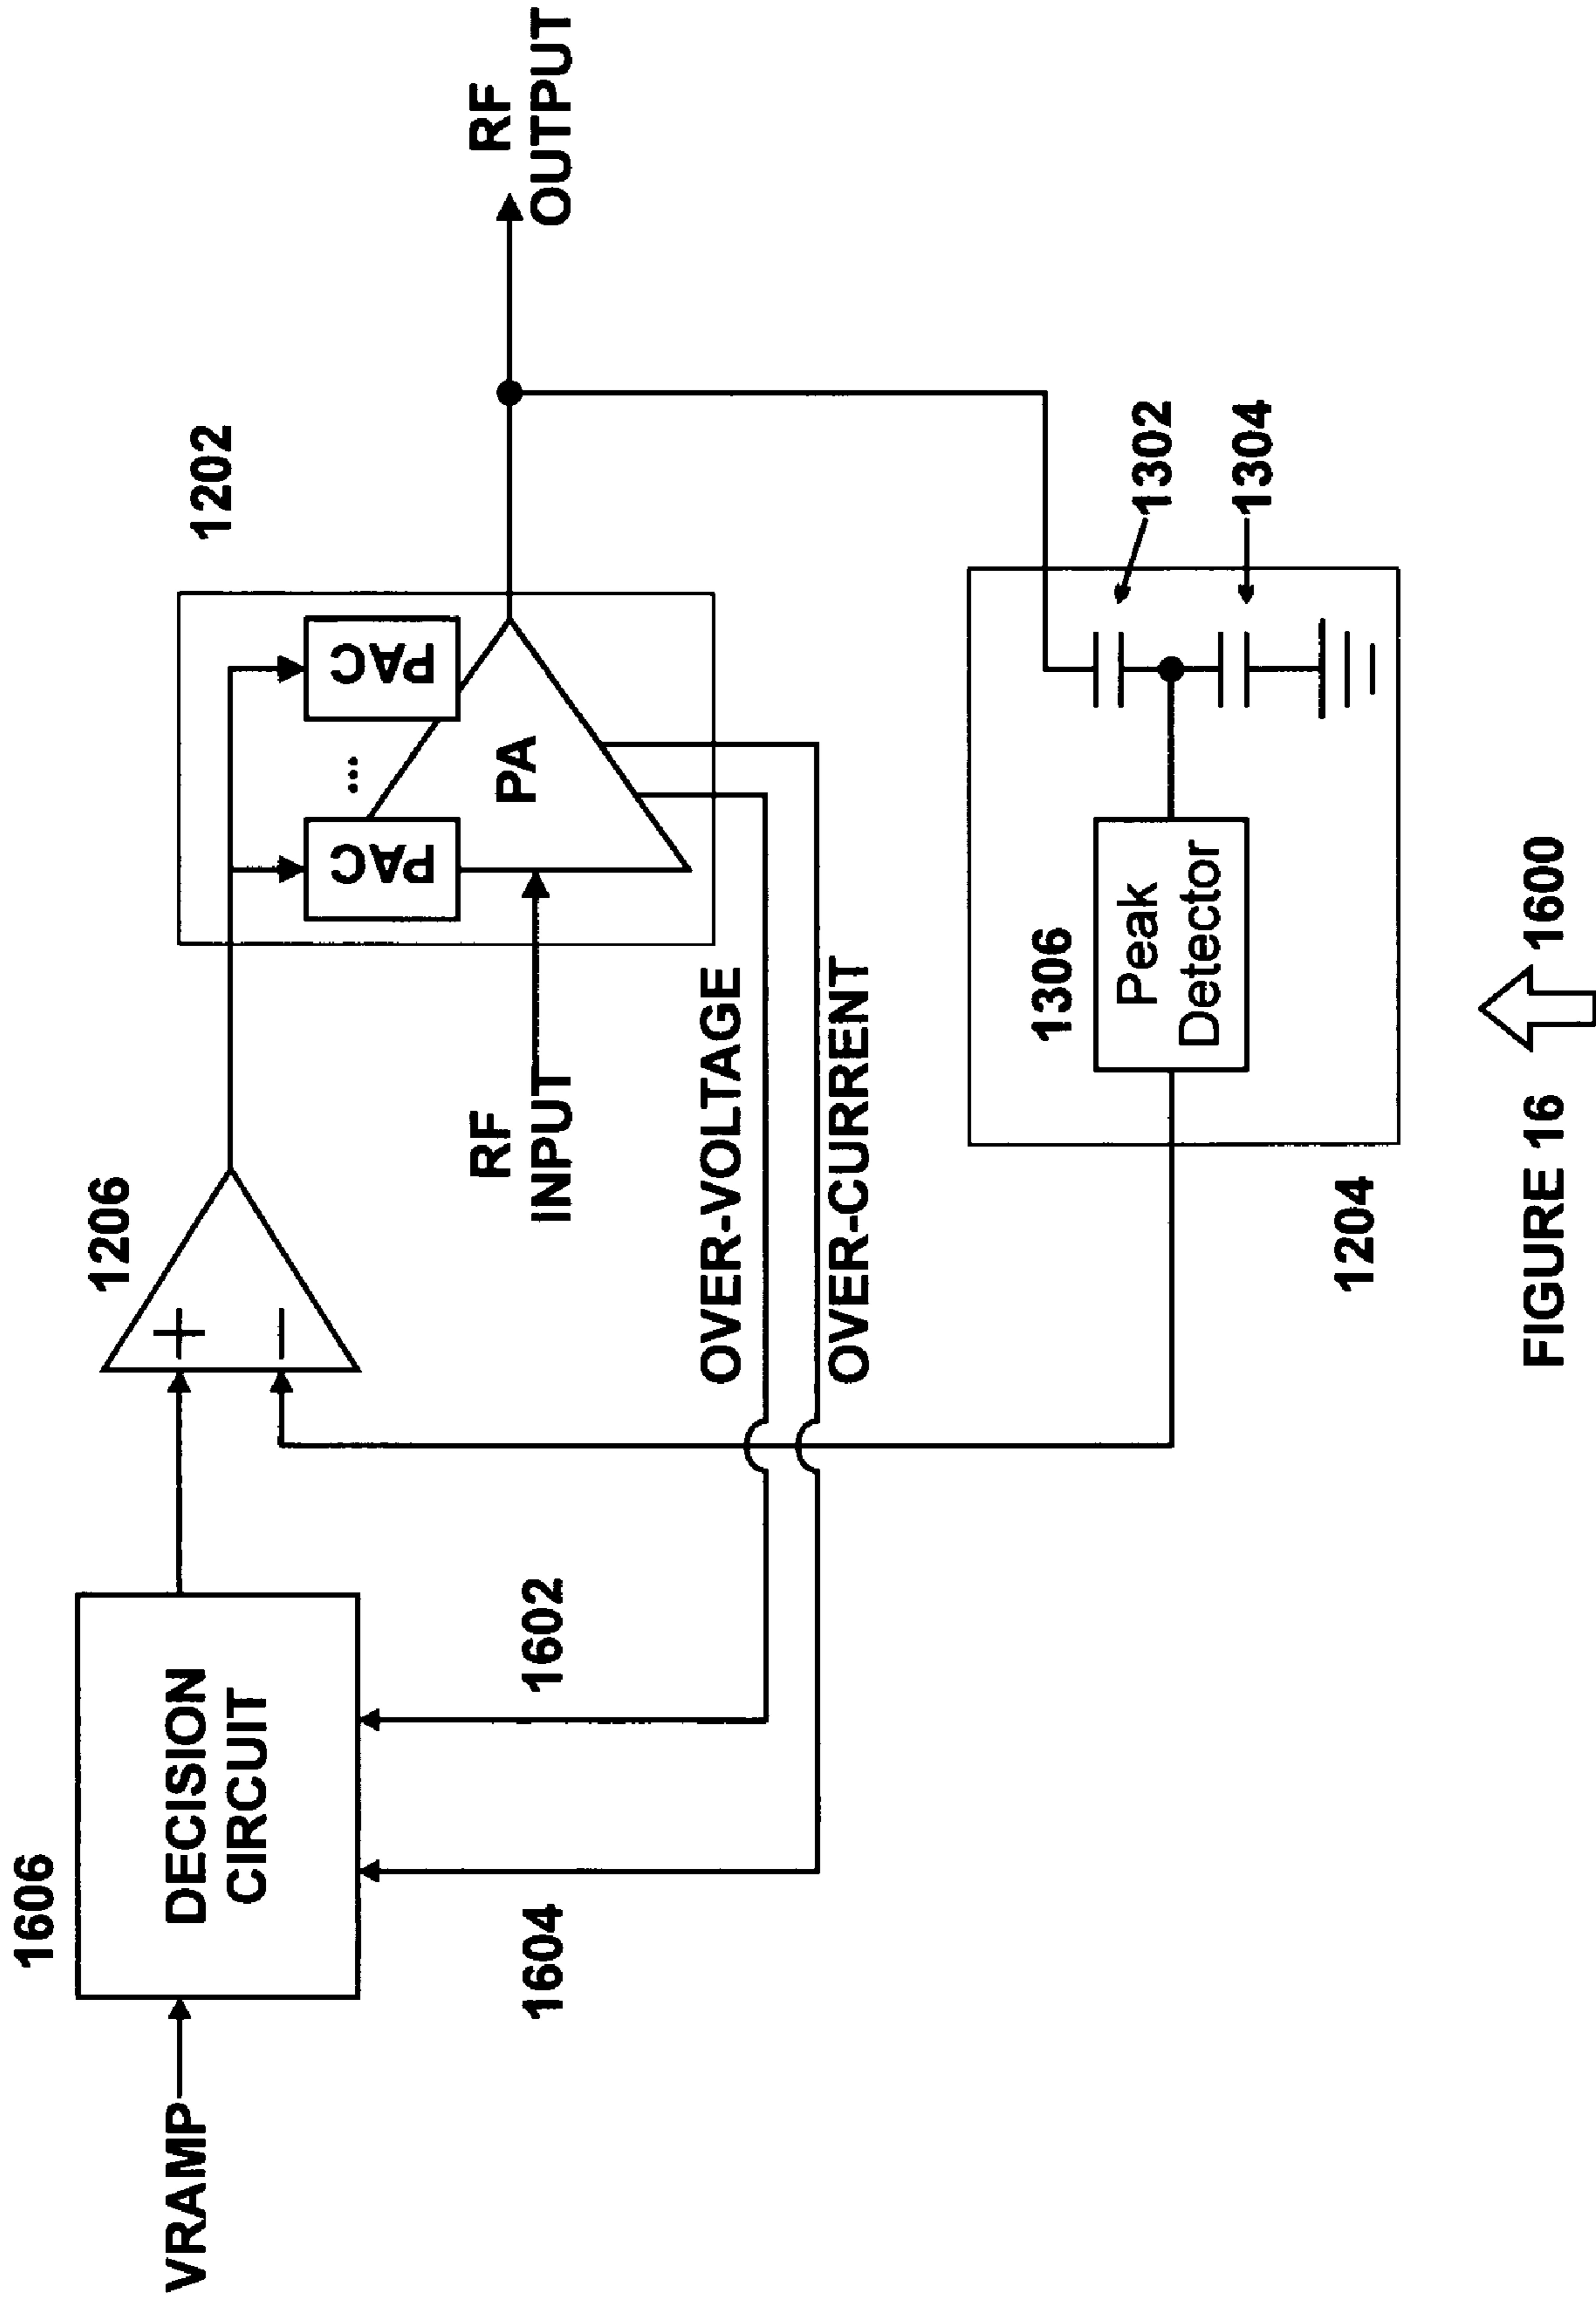 1606
DECISION
CIRCUIT
VRAMP
1604
1602
1206
+
−
1202
PAC
...
PAC
PA
RF
INPUT
RF
OUTPUT
OVER-VOLTAGE
OVER-CURRENT
1306
Peak
Detector
1302
1304
1204
FIGURE 16
1600